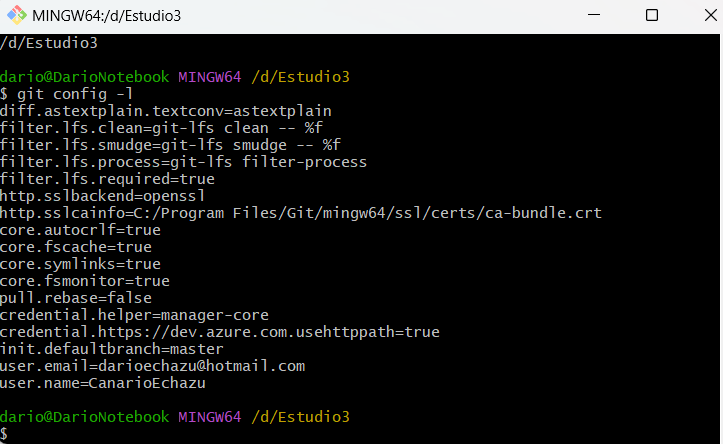 MINGW64:/d/Estudio3
/d/Estudio3
dario@DarioNotebook MINGW64 /d/Estudio3
$ git config -l
diff.astextplain.textconv=astextplain
filter.lfs.clean=git-lfs clean -- %f
filter.lfs.smudge=git-lfs smudge -- %f
filter.lfs.process=git-lfs filter-process
filter.lfs.required=true
http.sslbackend=openssl
http.sslcainfo=C:/Program Files/Git/mingw64/ssl/certs/ca-bundle.crt
core.autocrlf=true
core.fscache=true
core.symlinks=true
core.fsmonitor=true
pull.rebase=false
credential.helper=manager-core
credential.https://dev.azure.com.usehttppath=true
init.defaultbranch=master
user.email=darioechazu@hotmail.com
user.name=CanarioEchazu
dario@DarioNotebook MINGW64 /d/Estudio3
$